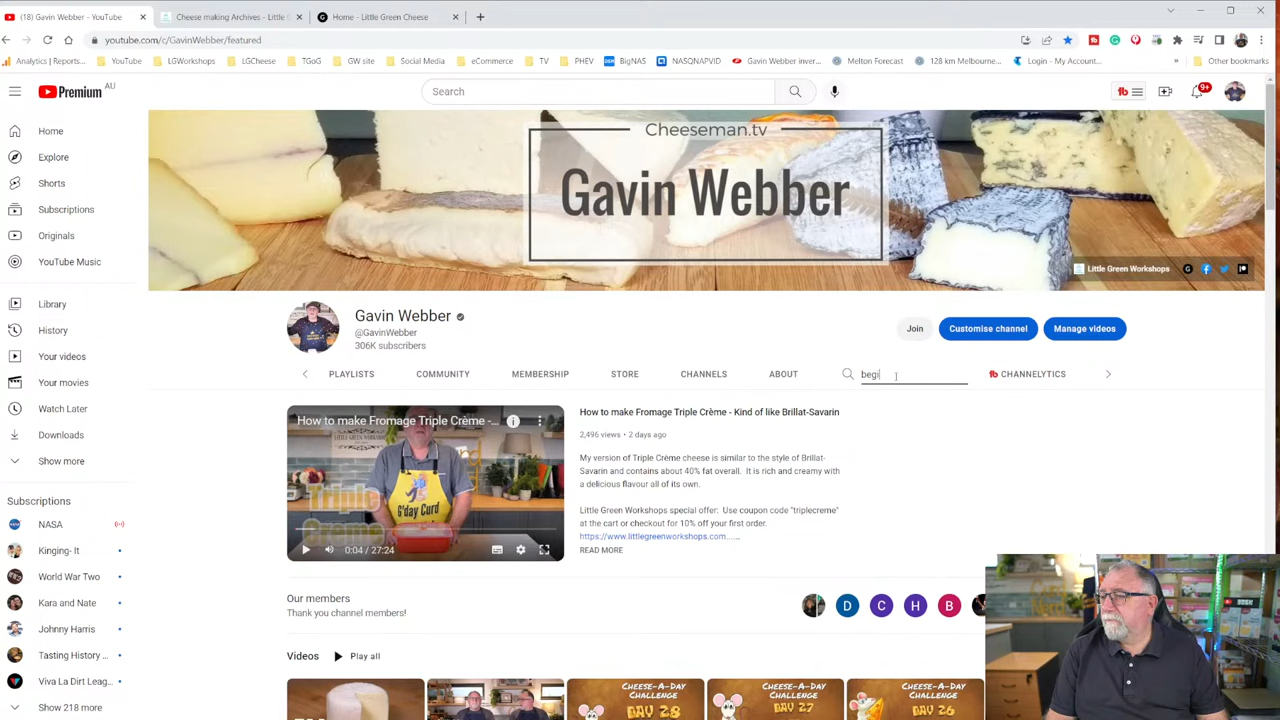 (18) Gavin Webber - YouTube
Cheese making Archives - Little G
Home - Little Green Cheese
youtube.com/c/GavinWebber/featured
Analytics | Reports...
YouTube
LGWorkshops
LGCheese
TGoG
GW site
Social Media
eCommerce
TV
PHEV
BigNAS
NASQNAPVID
Gavin Webber inver...
Melton Forecast
128 km Melbourne...
Login - My Account...
»
Other bookmarks
Premium AU
Search
9+
Home
Explore
Shorts
Subscriptions
Originals
YouTube Music
Library
History
Your videos
Your movies
Watch Later
Downloads
Show more
Subscriptions
NASA
Kinging- It
World War Two
Kara and Nate
Johnny Harris
Tasting History ...
Viva La Dirt Leag...
Show 218 more
Cheeseman.tv
Gavin Webber
Little Green Workshops
Gavin Webber
@GavinWebber
306K subscribers
Join
Customise channel
Manage videos
PLAYLISTS
COMMUNITY
MEMBERSHIP
STORE
CHANNELS
ABOUT
begi
CHANNELYTICS
How to make Fromage Triple Crème -...
G'day Curd
Triple
Crème
0:04 / 27:24
How to make Fromage Triple Crème - Kind of like Brillat-Savarin
2,496 views • 2 days ago
My version of Triple Crème cheese is similar to the style of Brillat-
Savarin and contains about 40% fat overall. It is rich and creamy with
a delicious flavour all of its own.
Little Green Workshops special offer: Use coupon code "triplecreme"
at the cart or checkout for 10% off your first order.
https://www.littlegreenworkshops.com....…
READ MORE
Our members
Thank you channel members!
D
C
H
B
Videos
Play all
CHEESE-A-DAY
CHALLENGE
DAY 28
CHEESE-A-DAY
CHALLENGE
DAY 27
CHEESE-A-DAY
CHALLENGE
DAY 26